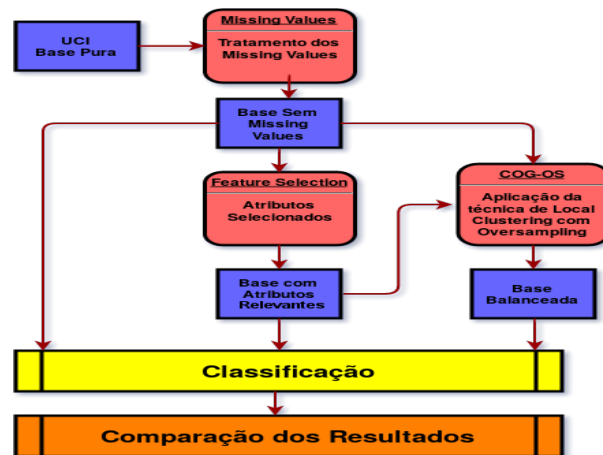 UCI
Base Pura
Missing Values
Tratamento dos
Missing Values
Base Sem
Missing
Values
Feature Selection
Atributos
Selecionados
COG-OS
Aplicação da
técnica de Local
Clustering com
Oversampling
Base com
Atributos
Relevantes
Base
Balanceada
Classificação
Comparação dos Resultados